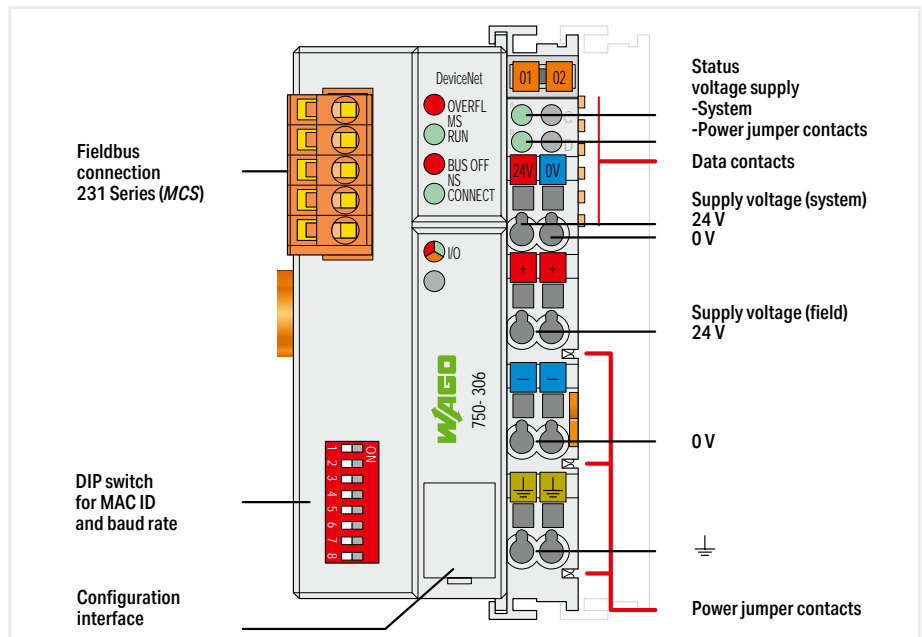 Fieldbus
connection
231 Series (MCS)
DIP switch
for MAC ID
and baud rate
Configuration
interface
DeviceNet
OVERFL
MS
RUN
BUS OFF
NS
CONNECT
I/O
WAGO
750- 306
ON
1
2
3
4
5
6
7
8
01 02
C
D
24V 0V
+ +
– –
Status
voltage supply
-System
-Power jumper contacts
Data contacts
Supply voltage (system)
24 V
0 V
Supply voltage (field)
24 V
0 V
Power jumper contacts